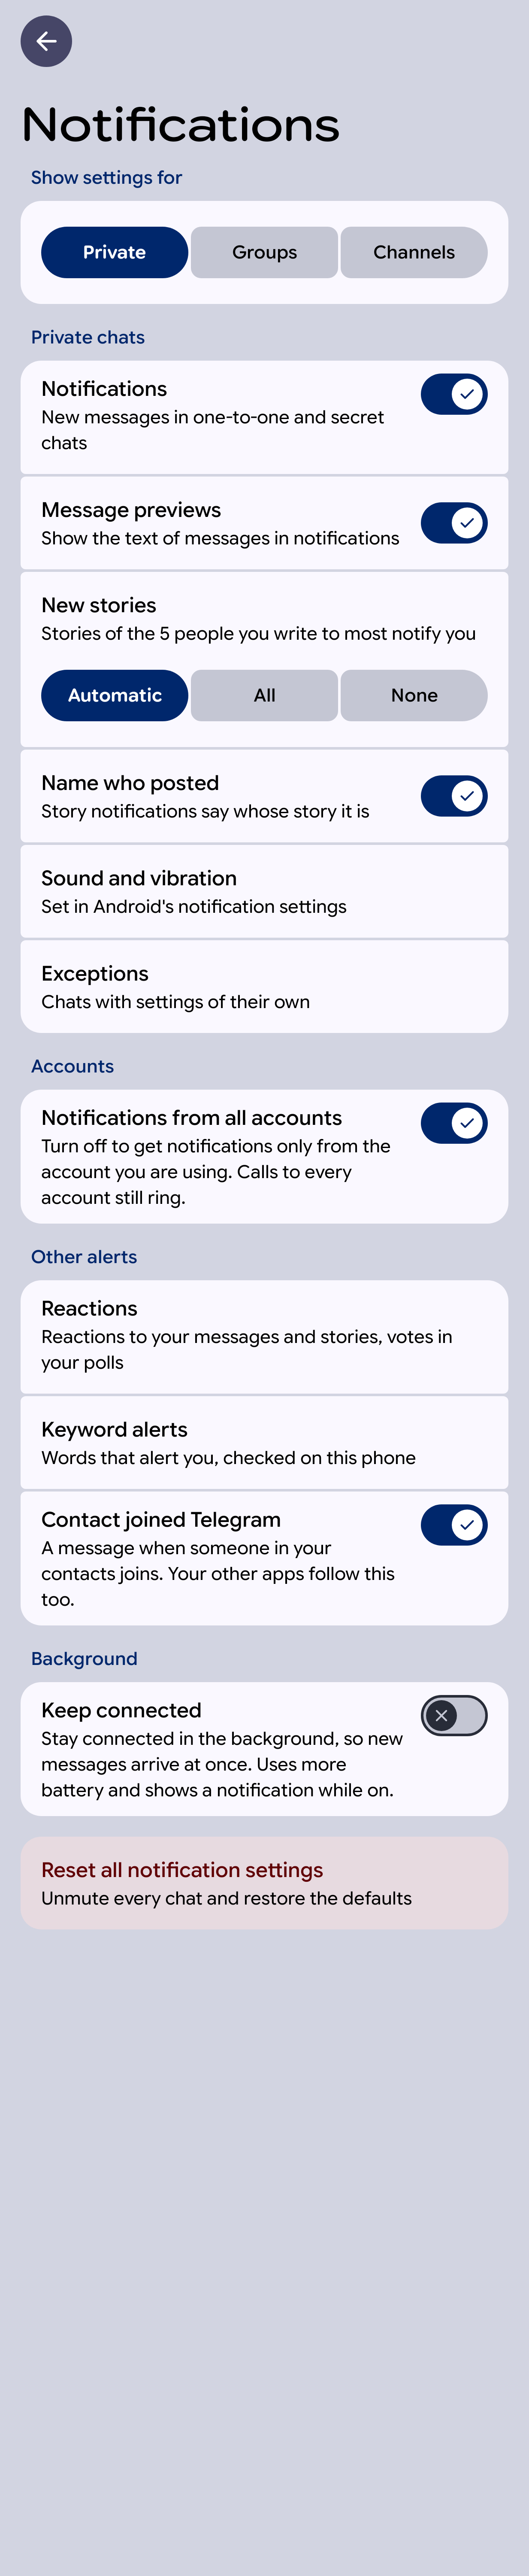 Notifications
Show settings for
Private
Groups
Channels
Private chats
Notifications
New messages in one-to-one and secret
chats
Message previews
Show the text of messages in notifications
New stories
Stories of the 5 people you write to most notify you
Automatic
All
None
Name who posted
Story notifications say whose story it is
Sound and vibration
Set in Android's notification settings
Exceptions
Chats with settings of their own
Accounts
Notifications from all accounts
Turn off to get notifications only from the
account you are using. Calls to every
account still ring.
Other alerts
Reactions
Reactions to your messages and stories, votes in
your polls
Keyword alerts
Words that alert you, checked on this phone
Contact joined Telegram
A message when someone in your
contacts joins. Your other apps follow this
too.
Background
Keep connected
Stay connected in the background, so new
messages arrive at once. Uses more
battery and shows a notification while on.
Reset all notification settings
Unmute every chat and restore the defaults